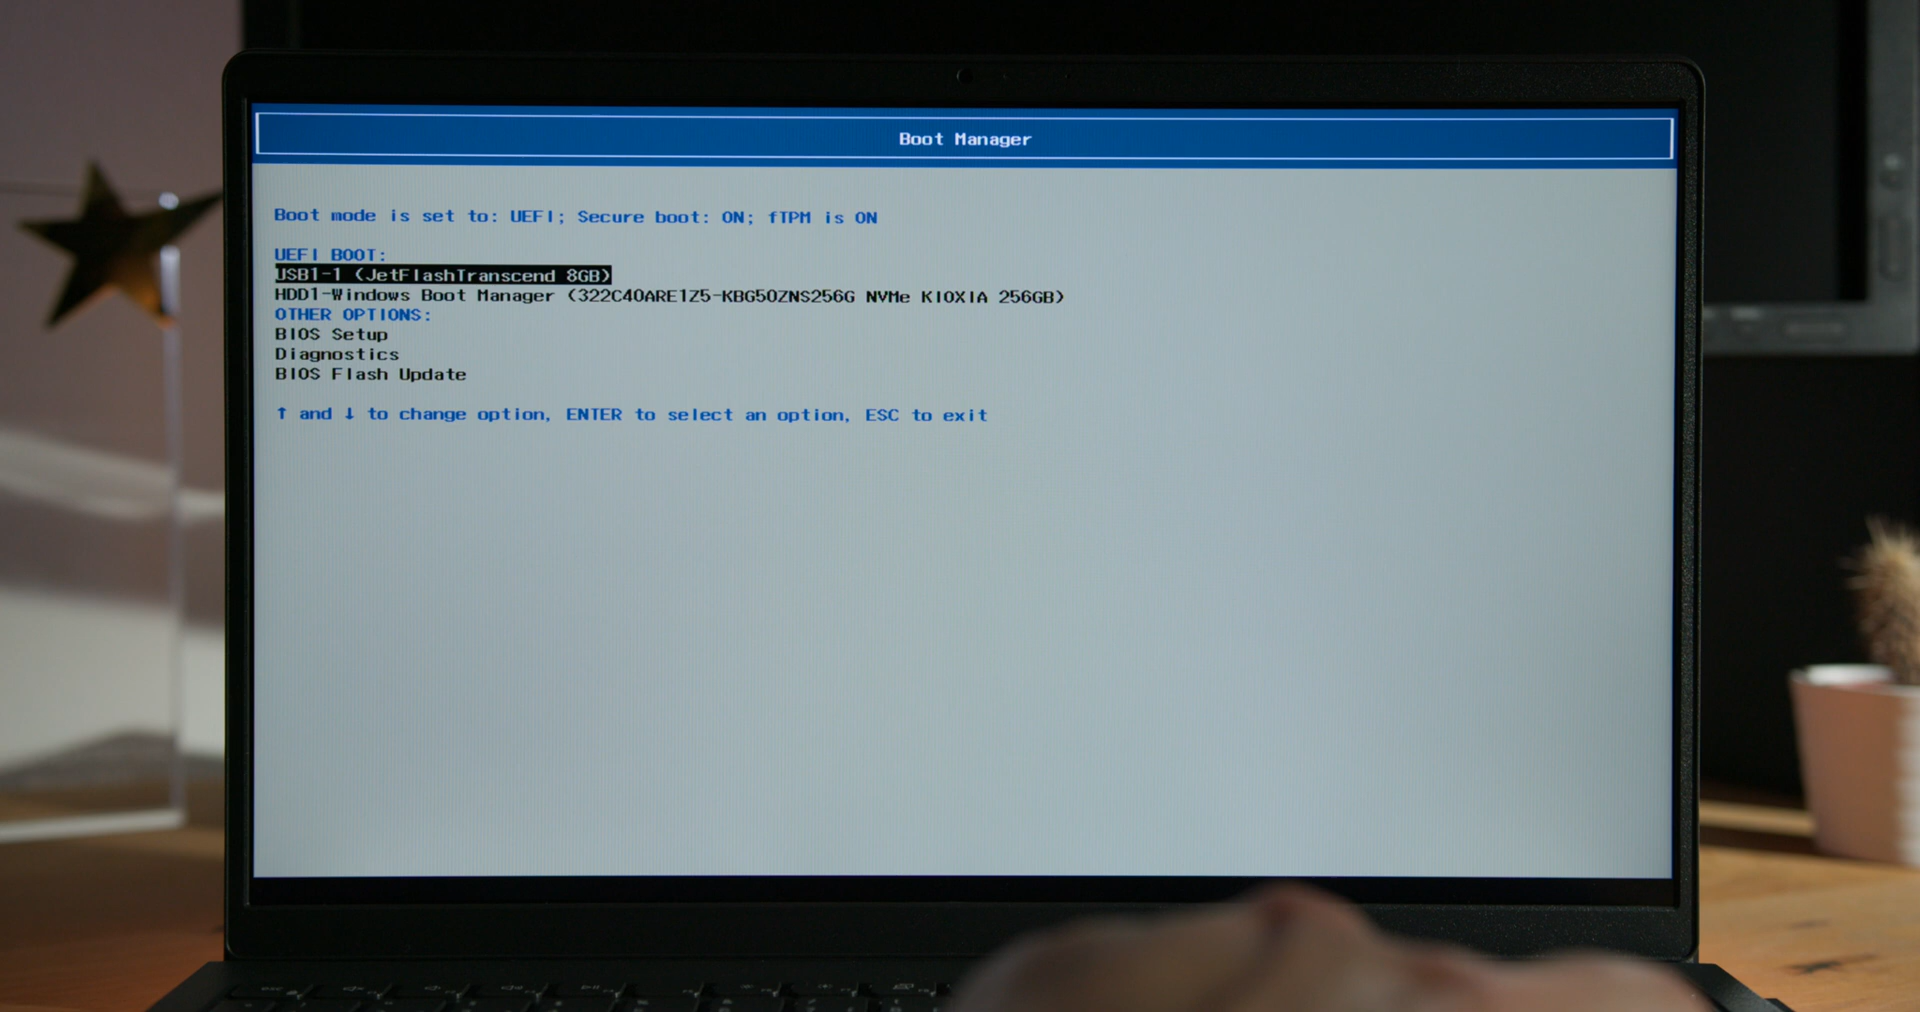 Boot Manager
Boot mode is set to: UEFI; Secure boot: ON; fTPM is ON
UEFI BOOT:
USB1-1 (JetFlashTranscend 8GB)
HDD1-Windows Boot Manager (322C40ARE1Z5-KBG50ZNS256G NVMe KIOXIA 256GB)
OTHER OPTIONS:
BIOS Setup
Diagnostics
BIOS Flash Update
↑ and ↓ to change option, ENTER to select an option, ESC to exit